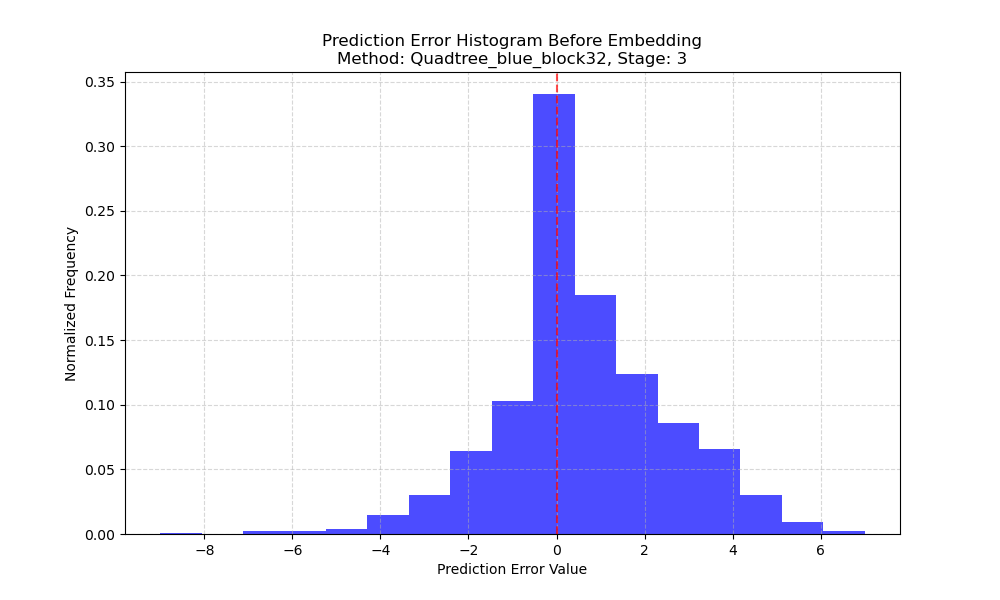 Prediction Error Histogram Before Embedding
Method: Quadtree_blue_block32, Stage: 3
Normalized Frequency
0.35
0.30
0.25
0.20
0.15
0.10
0.05
0.00
−8 −6 −4 −2 0 2 4 6
Prediction Error Value